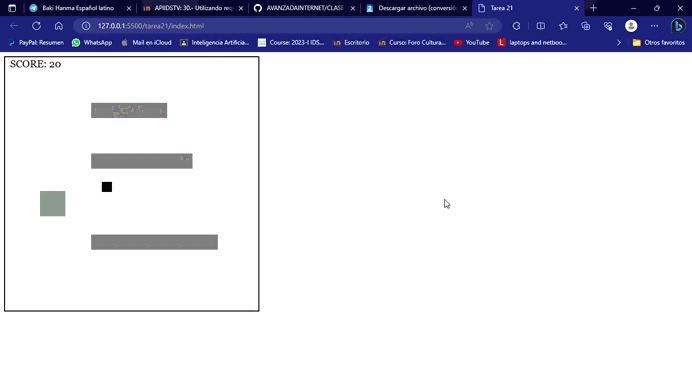 Baki Hanma Español latino
APIIDSTV: 30.- Utilizando req
AVANZADAINTERNET/CLASE
Descargar archivo (conversió
Tarea 21
127.0.0.1:5500/tarea21/index.html
PayPal: Resumen
WhatsApp
Mail en iCloud
Inteligencia Artificia...
Course: 2023-I IDS...
Escritorio
Curso: Foro Cultura...
YouTube
laptops and netboo...
Otros favoritos
SCORE: 20